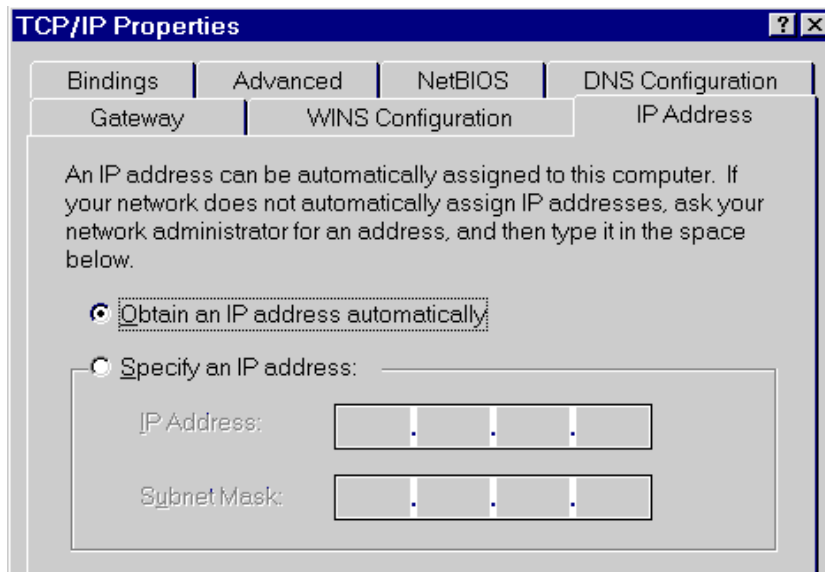 TCP/IP Properties
Bindings Advanced NetBIOS DNS Configuration
Gateway WINS Configuration IP Address
An IP address can be automatically assigned to this computer. If
your network does not automatically assign IP addresses, ask your
network administrator for an address, and then type it in the space
below.
Obtain an IP address automatically
Specify an IP address:
IP Address:
. . .
Subnet Mask:
. . .